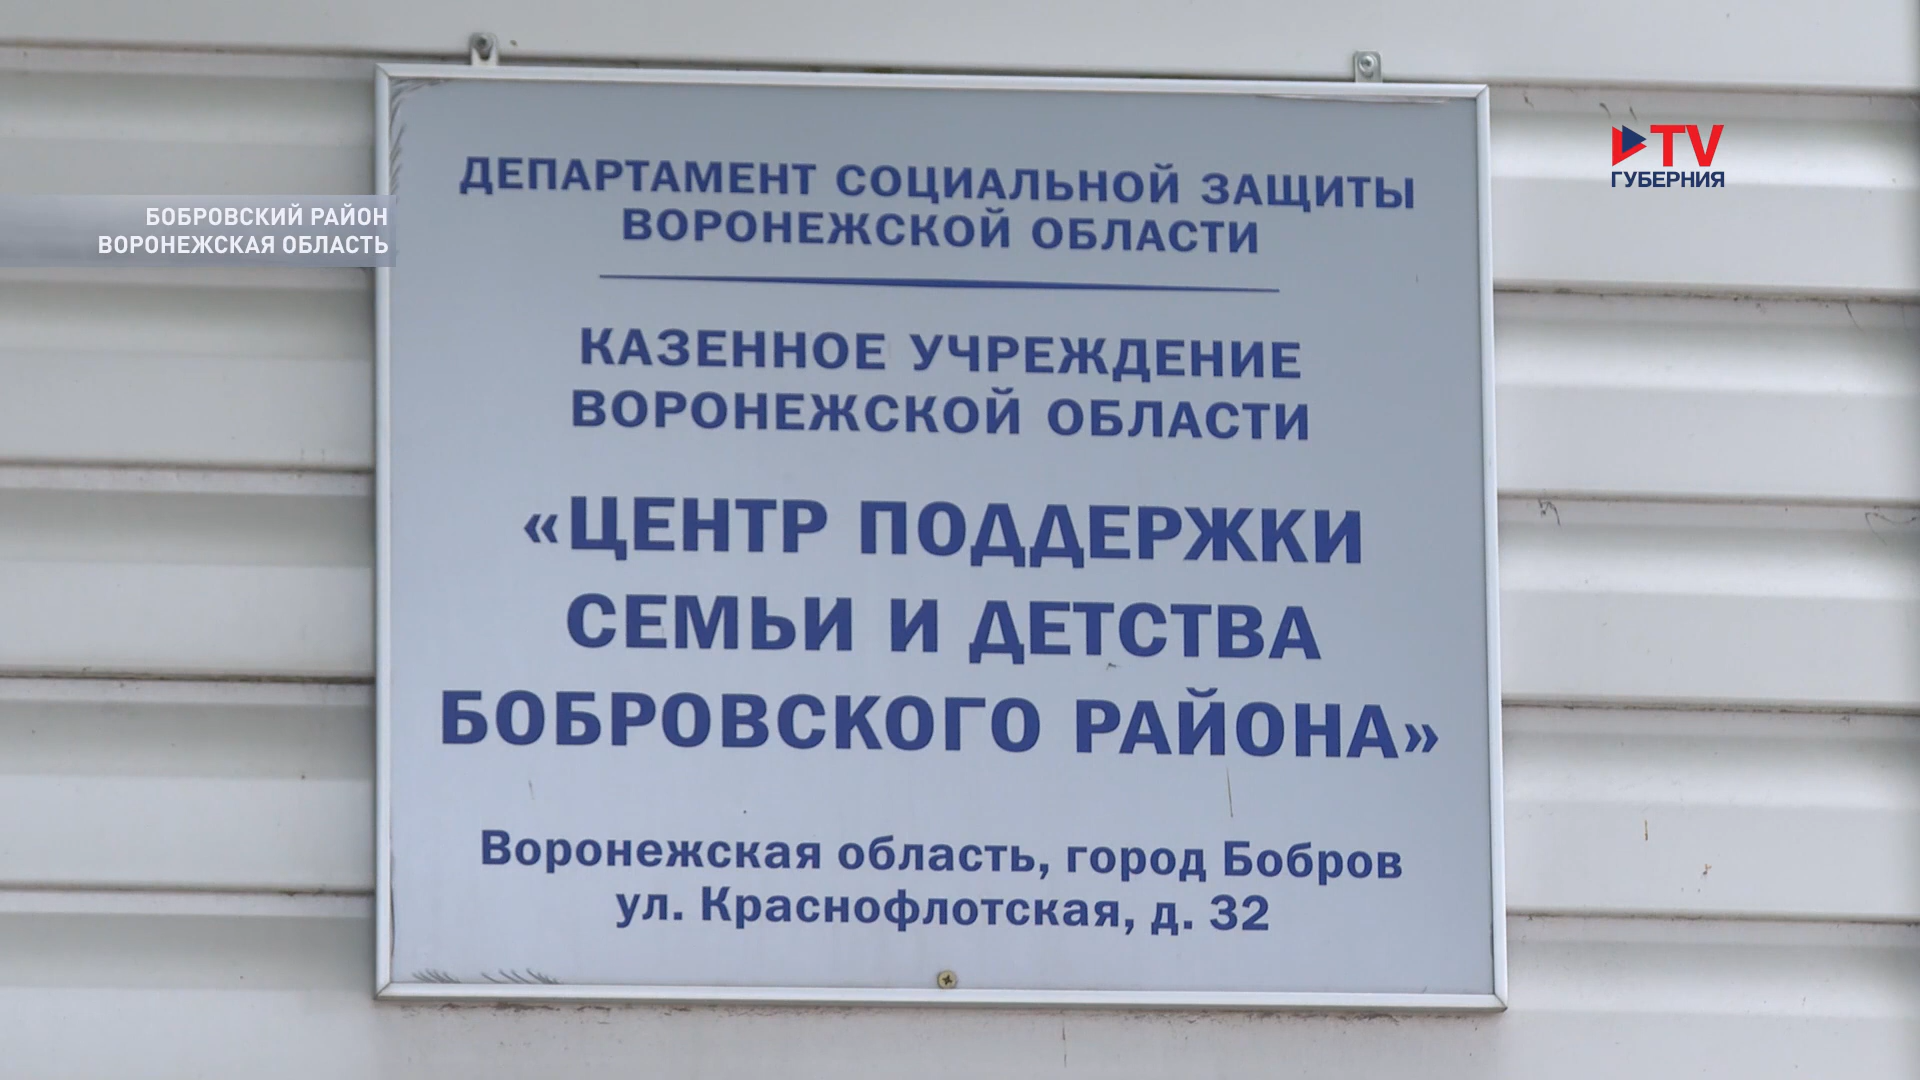 БОБРОВСКИЙ РАЙОН
ВОРОНЕЖСКАЯ ОБЛАСТЬ
TV
ГУБЕРНИЯ
ДЕПАРТАМЕНТ СОЦИАЛЬНОЙ ЗАЩИТЫ
ВОРОНЕЖСКОЙ ОБЛАСТИ
КАЗЕННОЕ УЧРЕЖДЕНИЕ
ВОРОНЕЖСКОЙ ОБЛАСТИ
«ЦЕНТР ПОДДЕРЖКИ
СЕМЬИ И ДЕТСТВА
БОБРОВСКОГО РАЙОНА»
Воронежская область, город Бобров
ул. Краснофлотская, д. 32